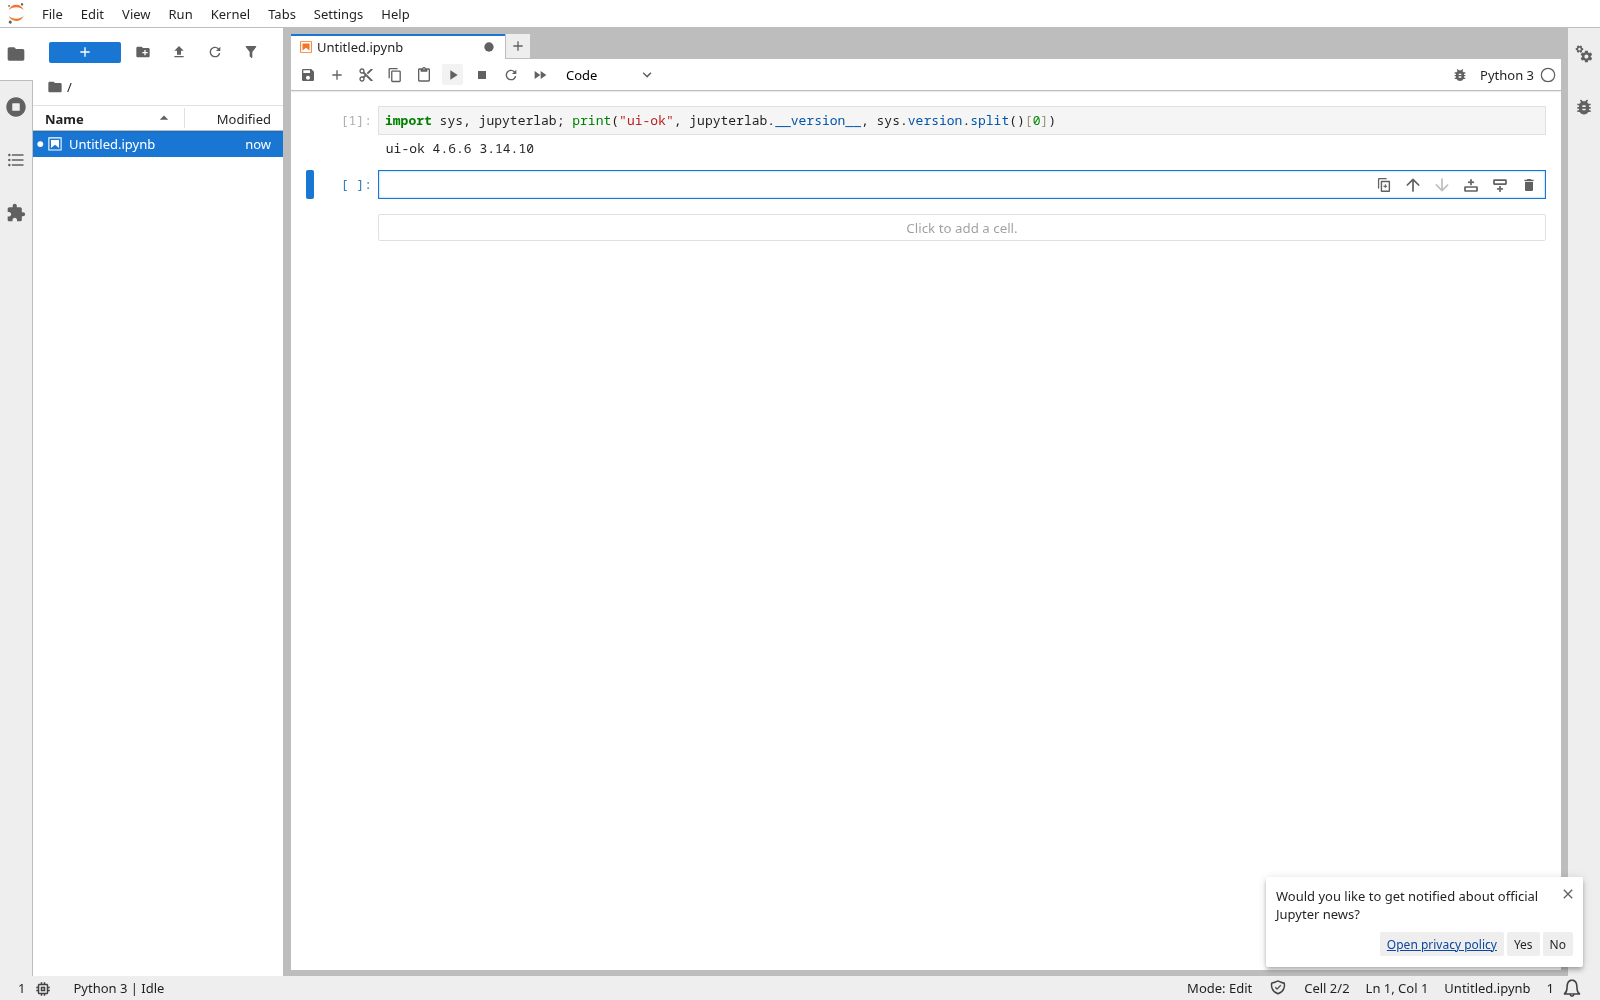 File Edit View Run Kernel Tabs Settings Help
Untitled.ipynb
Code
Python 3
/
Name Modified
Untitled.ipynb now
[1]: import sys, jupyterlab; print("ui-ok", jupyterlab.__version__, sys.version.split()[0])
ui-ok 4.6.6 3.14.10
[ ]:
Click to add a cell.
Would you like to get notified about official
Jupyter news?
Open privacy policy Yes No
1 Python 3 | Idle Mode: Edit Cell 2/2 Ln 1, Col 1 Untitled.ipynb 1